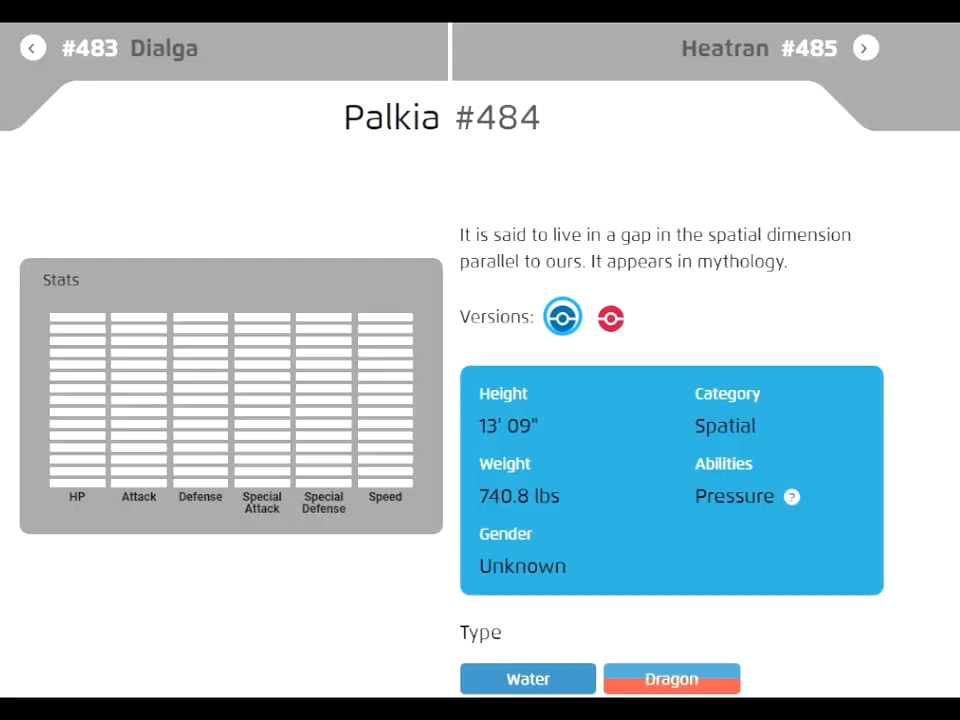 #483 Dialga
Heatran #485
Palkia #484
It is said to live in a gap in the spatial dimension
parallel to ours. It appears in mythology.
Versions:
Stats
HP
Attack
Defense
Special
Attack
Special
Defense
Speed
Height
13' 09"
Category
Spatial
Weight
740.8 lbs
Abilities
Pressure ?
Gender
Unknown
Type
Water
Dragon